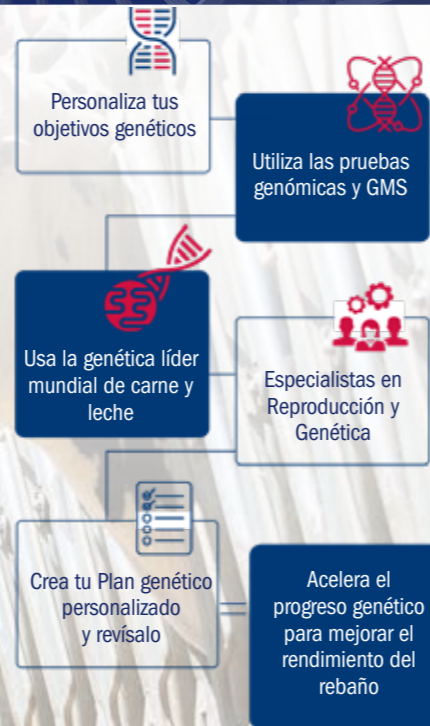 Personaliza tus
objetivos genéticos
Utiliza las pruebas
genómicas y GMS
Usa la genética líder
mundial de carne y
leche
Especialistas en
Reproducción y
Genética
Crea tu Plan genético
personalizado
y revísalo
=
Acelera el
progreso genético
para mejorar el
rendimiento del
rebaño